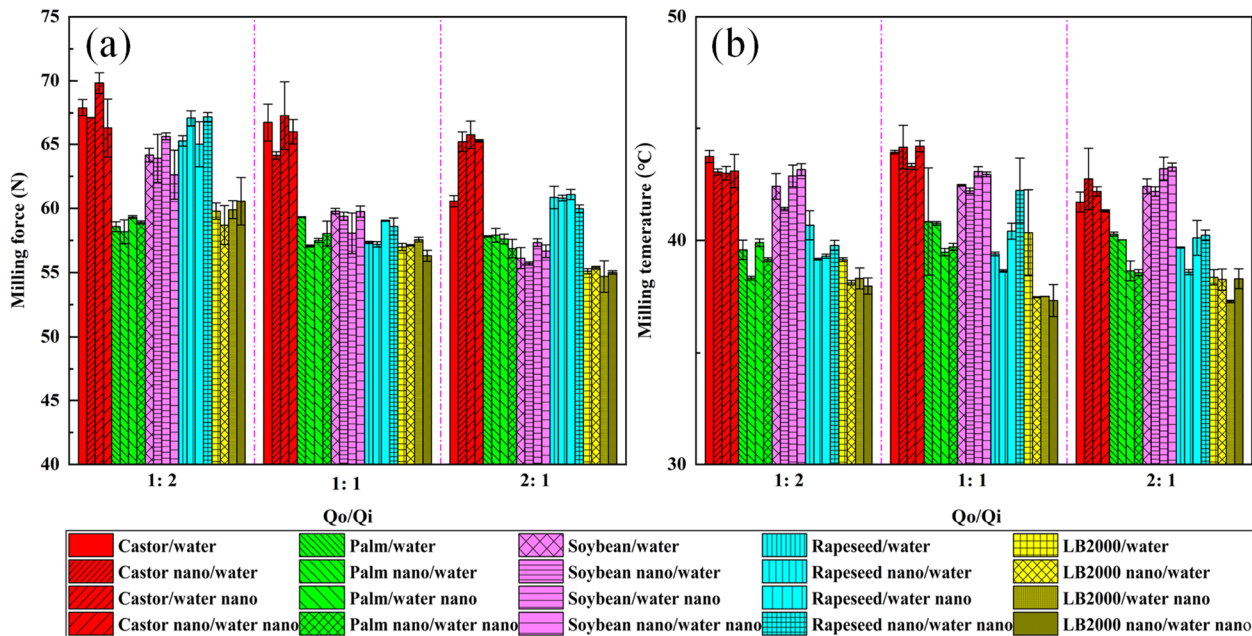 (a)
Milling force (N)
75
70
65
60
55
50
45
40
1: 2
1: 1
2: 1
Qo/Qi
(b)
Milling temerature (°C)
50
40
30
1: 2
1: 1
2: 1
Qo/Qi
Castor/water
Palm/water
Soybean/water
Rapeseed/water
LB2000/water
Castor nano/water
Palm nano/water
Soybean nano/water
Rapeseed nano/water
LB2000 nano/water
Castor/water nano
Palm/water nano
Soybean/water nano
Rapeseed/water nano
LB2000/water nano
Castor nano/water nano
Palm nano/water nano
Soybean nano/water nano
Rapeseed nano/water nano
LB2000 nano/water nano